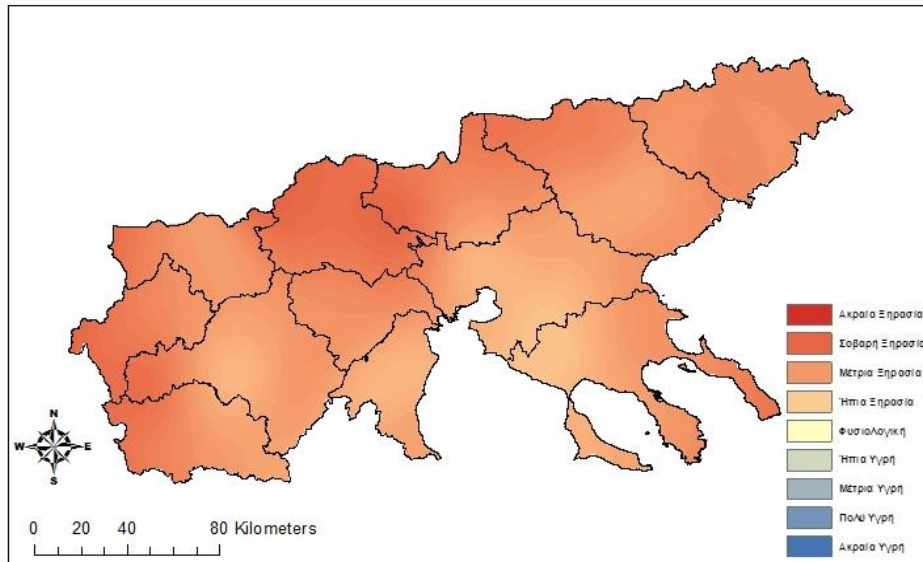 Ακραία Ξηρασία
Σοβαρή Ξηρασία
Μέτρια Ξηρασία
Ήπια Ξηρασία
Φυσιολογική
Ήπια Υγρή
Μέτρια Υγρή
Πολύ Υγρή
Ακραία Υγρή
N
W E
S
0 20 40 80 Kilometers